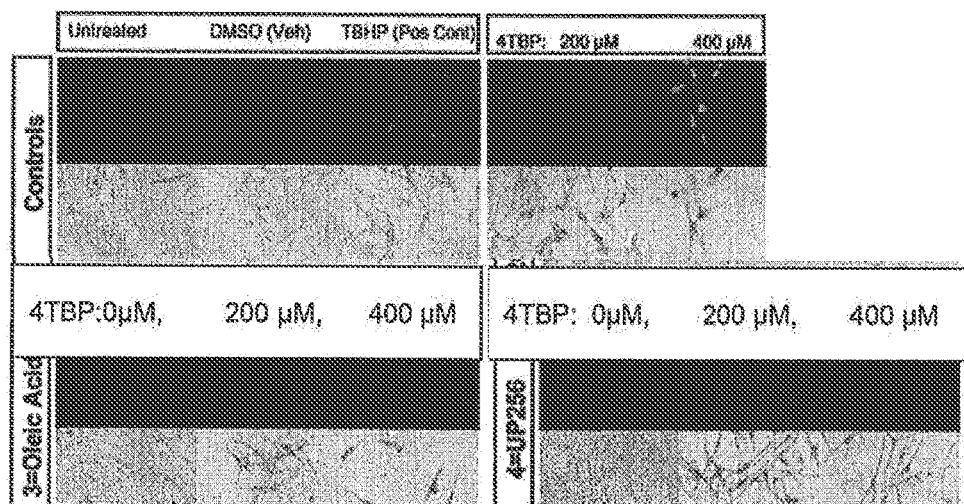 Untreated DMSO (Veh) TBHP (Pos Cont)
4TBP: 200 µM 400 µM
Controls
4TBP:0µM, 200 µM, 400 µM
4TBP: 0µM, 200 µM, 400 µM
3=Oleic Acid
4=UP256